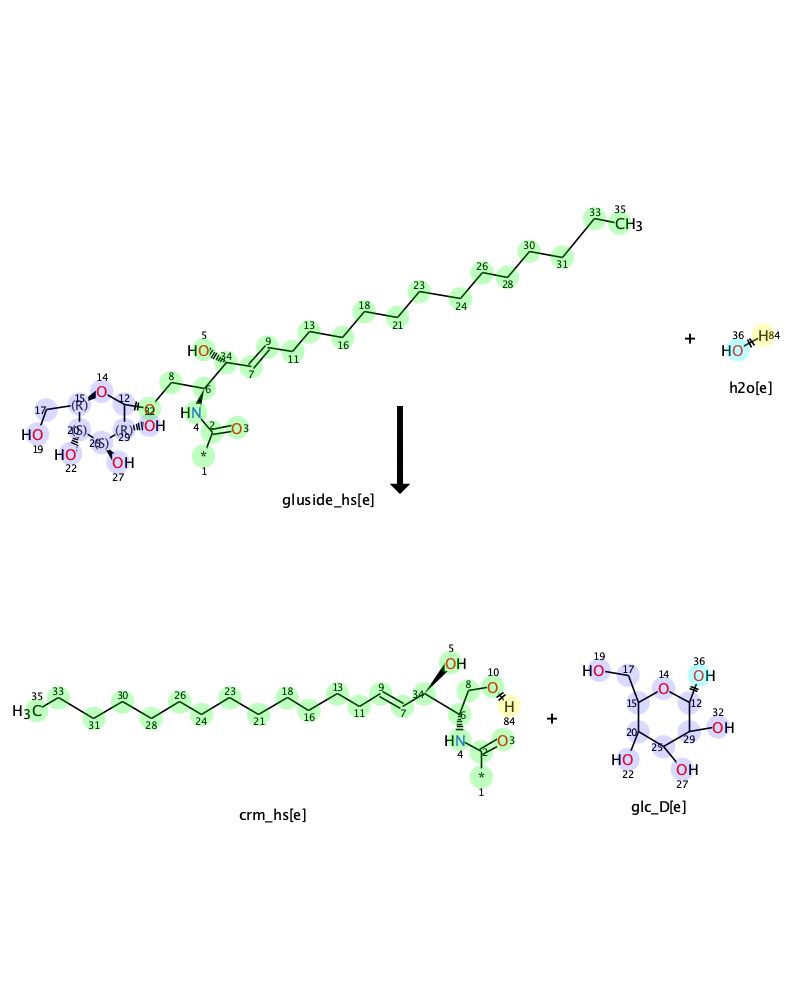 33 35 CH3
30 31
26 28
23 24
18 21
13 16
5 HO 34 9 7 11
+ 36 HO H 84
h2o[e]
8 6
14 O 15 (R) 12 O 32 OH
17 HO 19 20 (S) 25 (S) (R) 29
HN 4 2 O 3
HO 22 OH 27
* 1
gluside_hs[e]
5 OH
19 HO 17 14 O 36 OH
35 H3C 33 31 30 28 26 24 23 21 18 16 13 11 9 7 34 8 10 O H 84
6 15 12
HN 4 2 O 3
+
20 29 32 OH
25
HO 22 OH 27
* 1
crm_hs[e]
glc_D[e]